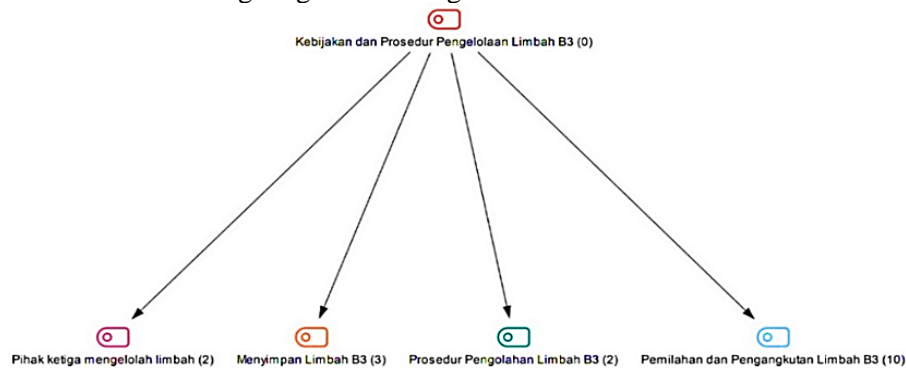 Kebijakan dan Prosedur Pengelolaan Limbah B3 (0)
Pihak ketiga mengelolah limbah (2)
Menyimpan Limbah B3 (3)
Prosedur Pengolahan Limbah B3 (2)
Pemilahan dan Pengangkutan Limbah B3 (10)